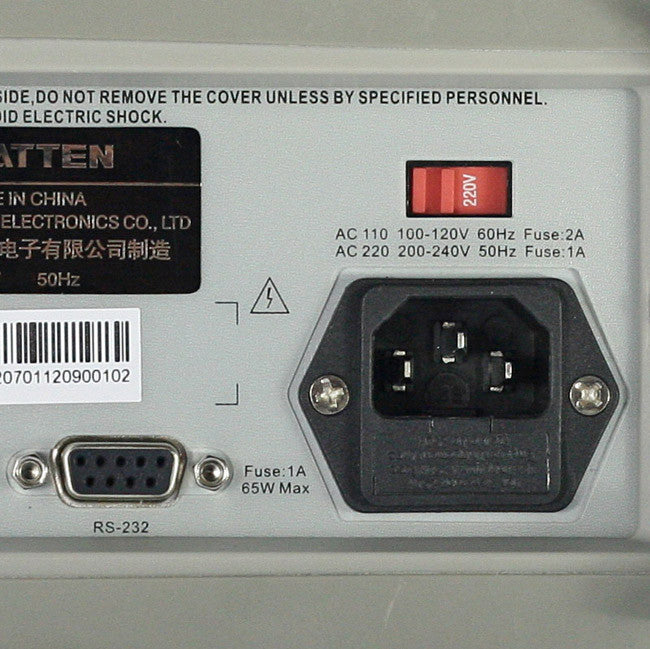 SIDE,DO NOT REMOVE THE COVER UNLESS BY SPECIFIED PERSONNEL.
ID ELECTRIC SHOCK.
ATTEN
E IN CHINA
ELECTRONICS CO., LTD
电子有限公司制造
50Hz
220V
AC 110 100-120V 60Hz Fuse:2A
AC 220 200-240V 50Hz Fuse:1A
20701120900102
Fuse:1A
65W Max
RS-232